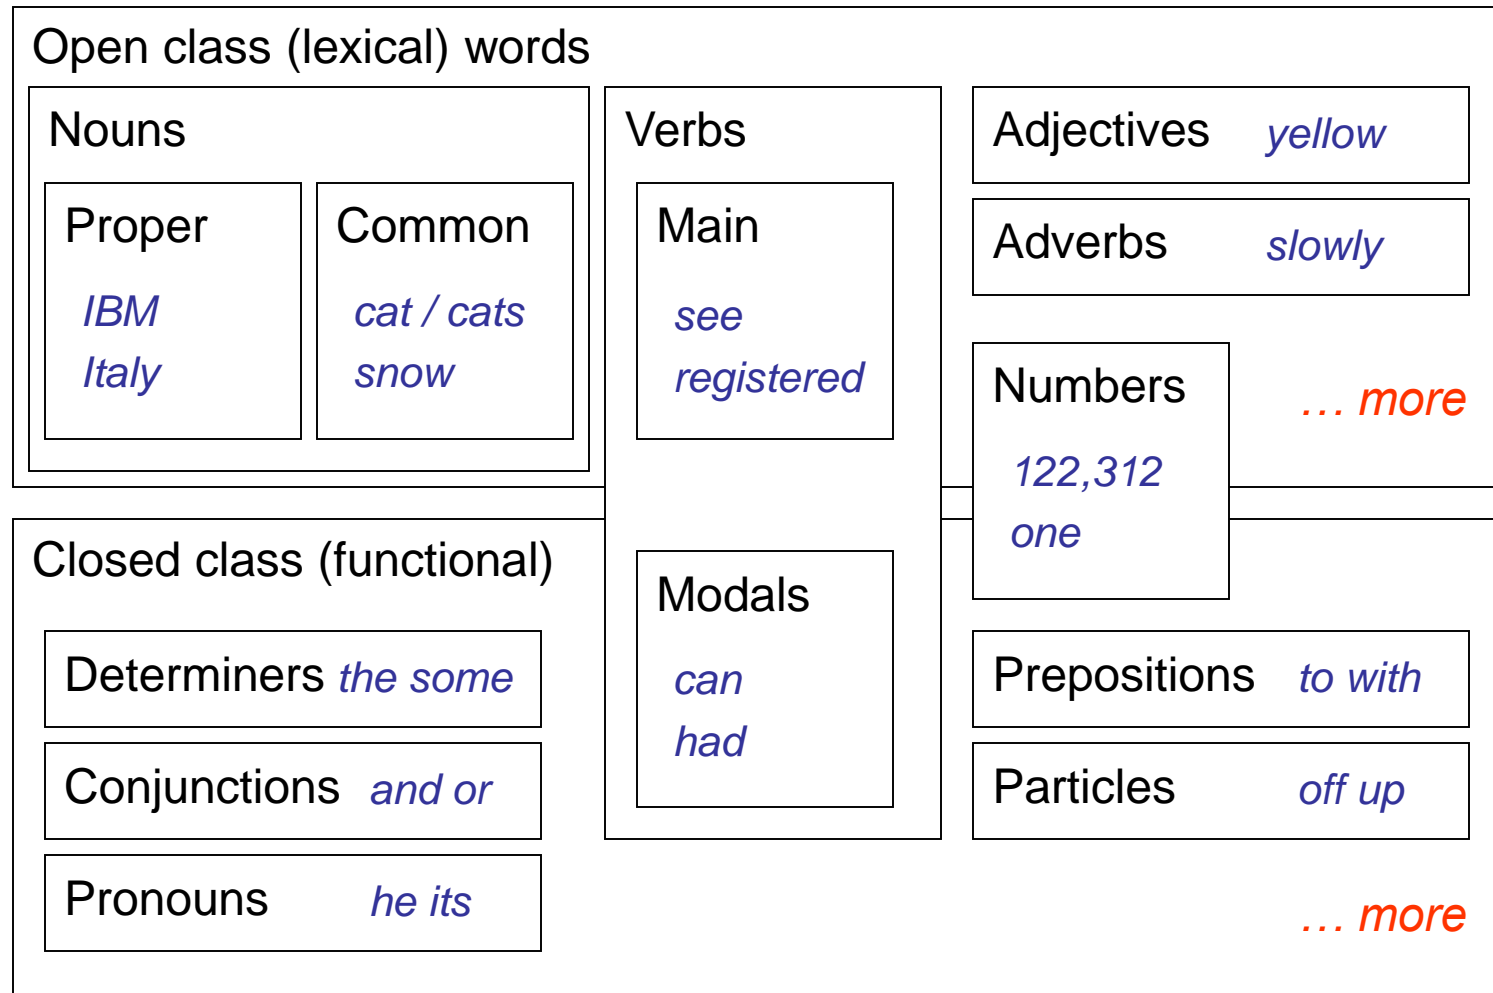 Open class (lexical) words
Nouns
Proper
IBM
Italy
Common
cat / cats
snow
Verbs
Main
see
registered
Adjectives yellow
Adverbs slowly
Numbers
122,312
one
… more
Closed class (functional)
Determiners the some
Conjunctions and or
Pronouns he its
Modals
can
had
Prepositions to with
Particles off up
… more